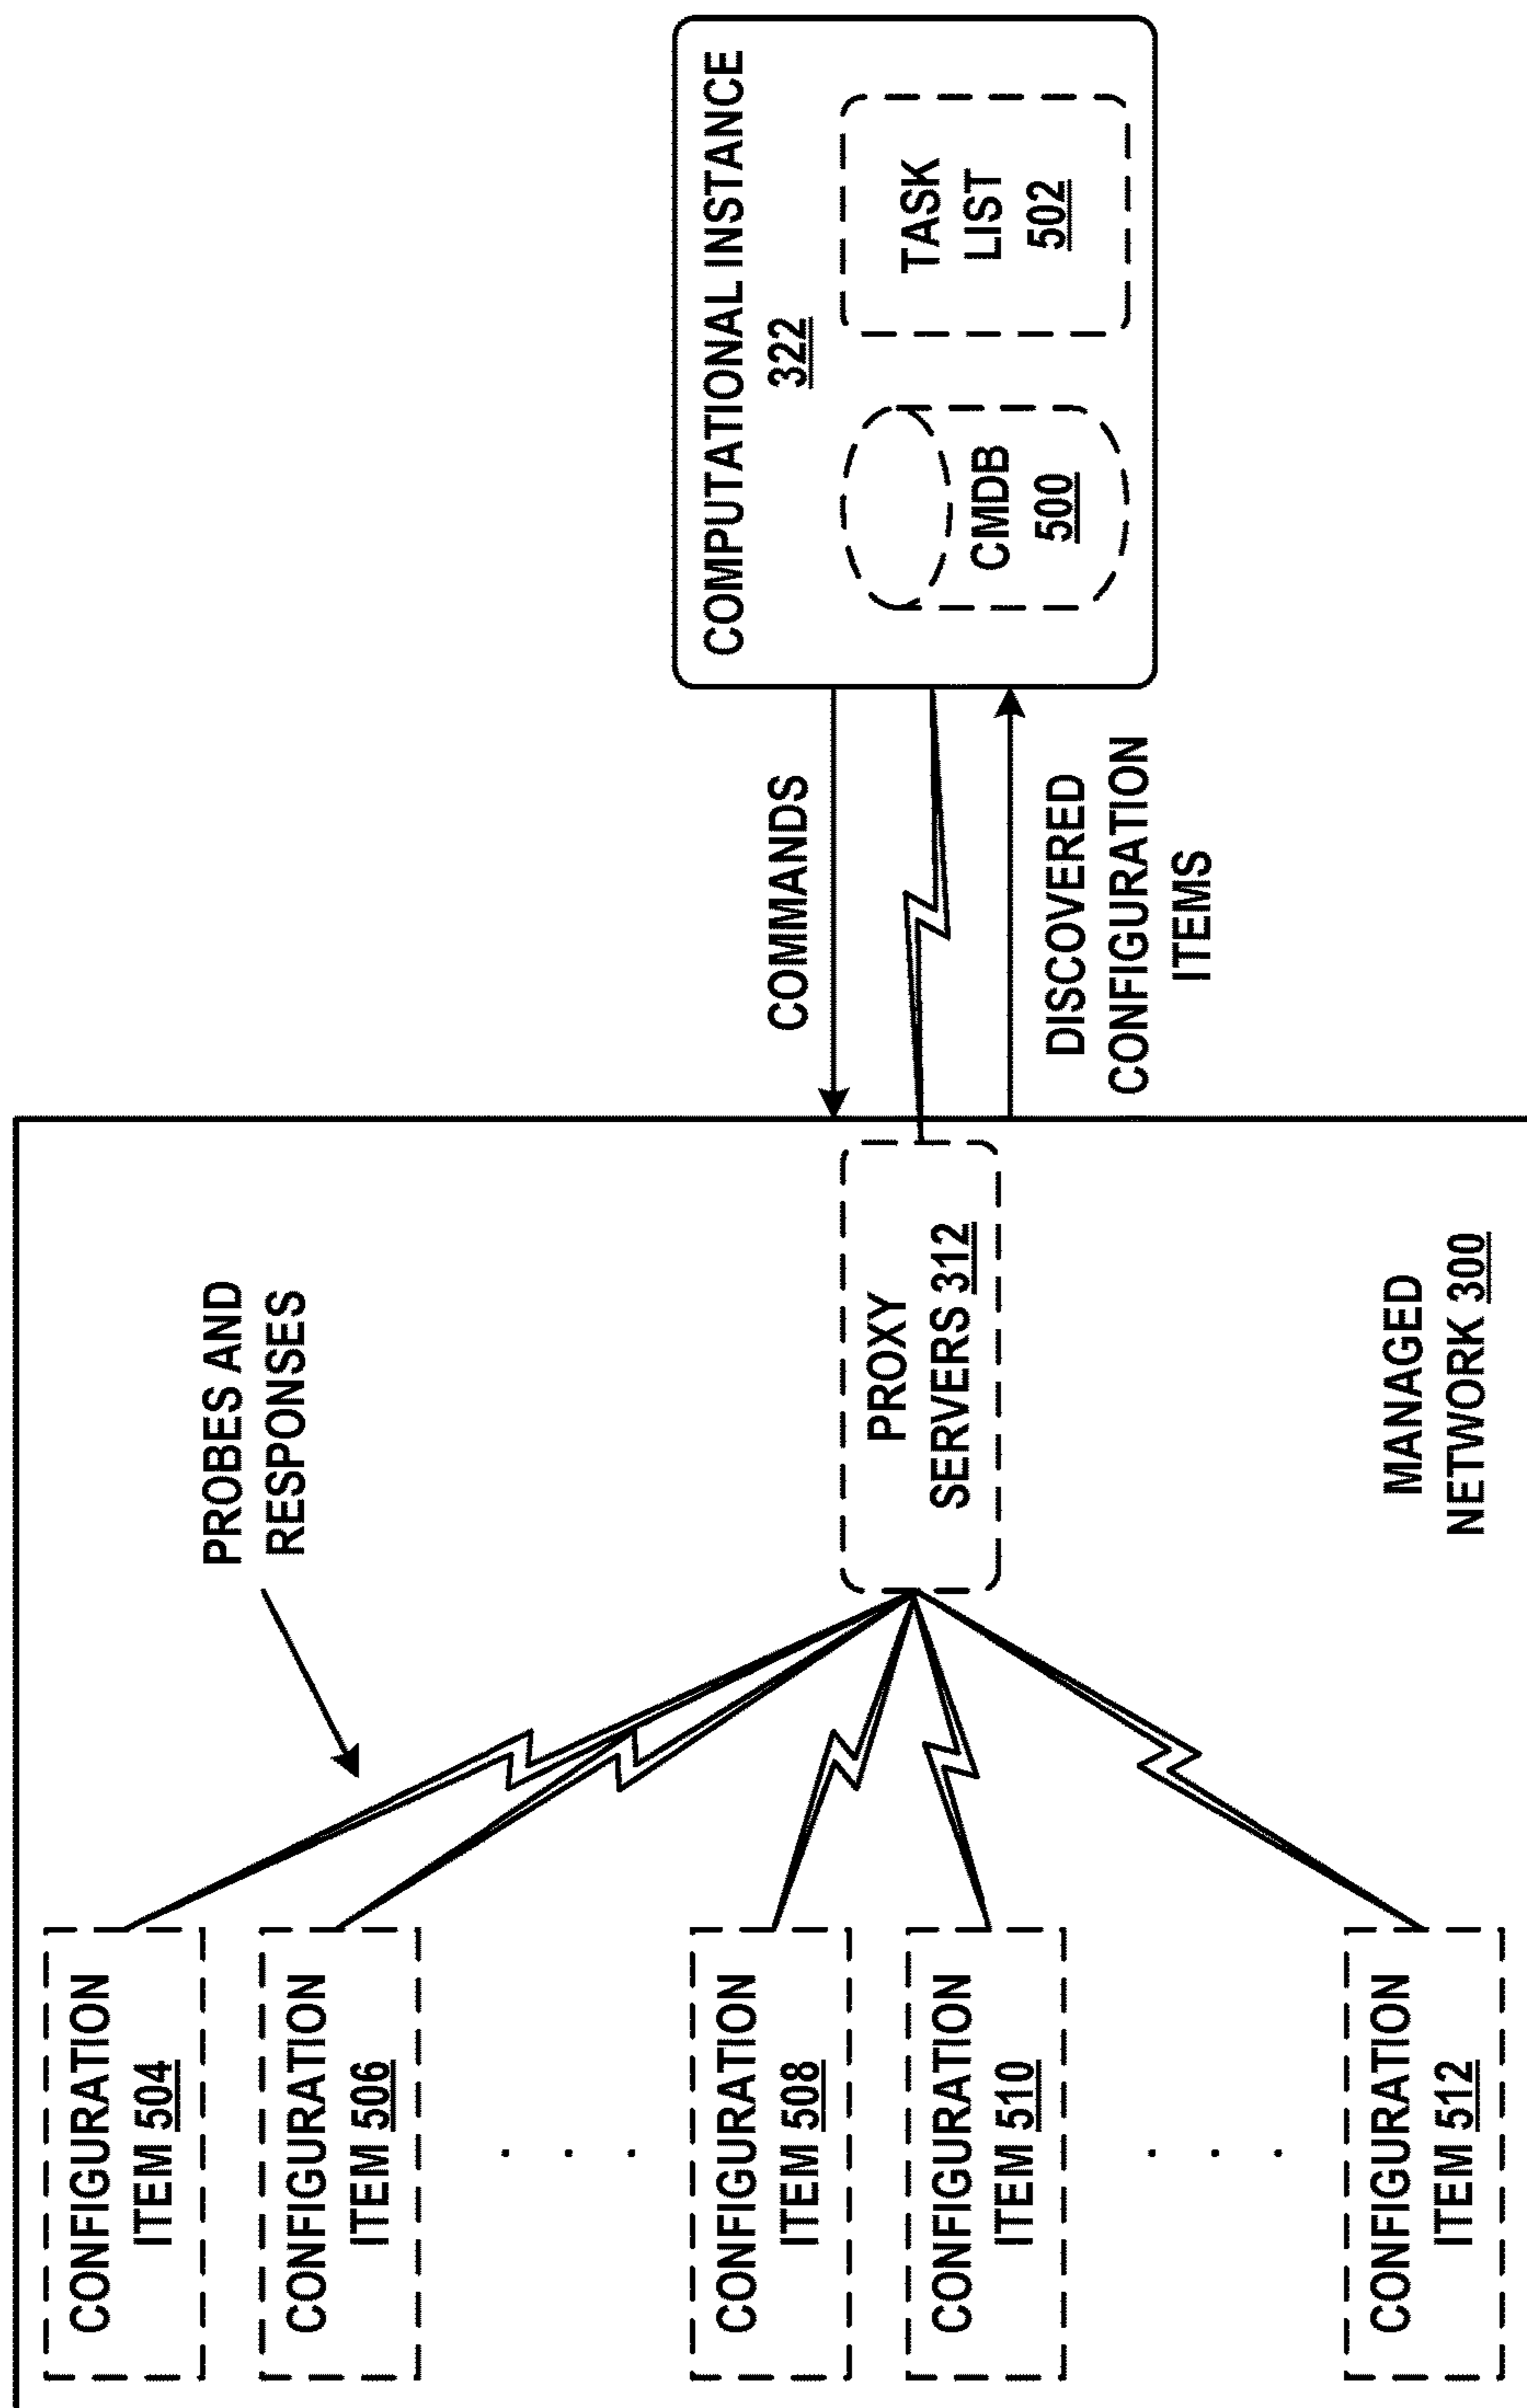 CONFIGURATION
ITEM 504
CONFIGURATION
ITEM 506
. . .
CONFIGURATION
ITEM 508
CONFIGURATION
ITEM 510
. . .
CONFIGURATION
ITEM 512
PROBES AND
RESPONSES
PROXY
SERVERS 312
MANAGED
NETWORK 300
COMMANDS
DISCOVERED
CONFIGURATION
ITEMS
COMPUTATIONAL INSTANCE
322
CMDB
500
TASK
LIST
502